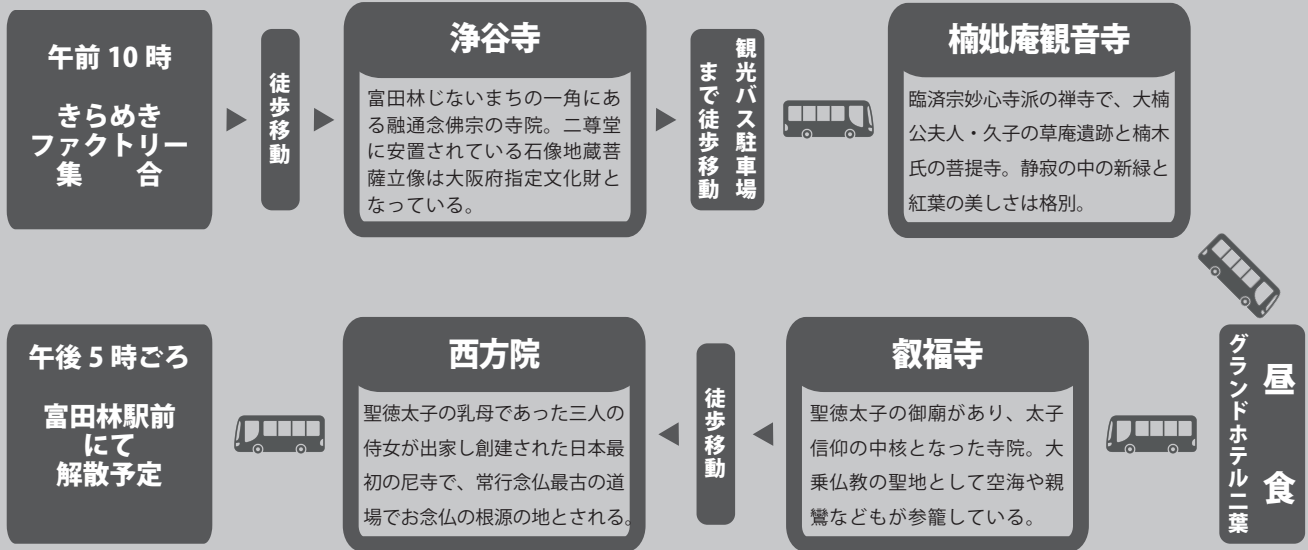 午前 10 時
きらめき
ファクトリー
集　　合
徒歩移動
浄谷寺
富田林じないまちの一角にあ
る融通念佛宗の寺院。二尊堂
に安置されている石像地蔵菩
薩立像は大阪府指定文化財と
なっている。
観光バス駐車場
まで徒歩移動
楠妣庵観音寺
臨済宗妙心寺派の禅寺で、大楠
公夫人・久子の草庵遺跡と楠木
氏の菩提寺。静寂の中の新緑と
紅葉の美しさは格別。
昼　食
グランドホテル二葉
叡福寺
聖徳太子の御廟があり、太子
信仰の中核となった寺院。大
乗仏教の聖地として空海や親
鸞などもが参籠している。
徒歩移動
西方院
聖徳太子の乳母であった三人の
侍女が出家し創建された日本最
初の尼寺で、常行念仏最古の道
場でお念仏の根源の地とされる。
午後 5 時ごろ
富田林駅前
にて
解散予定